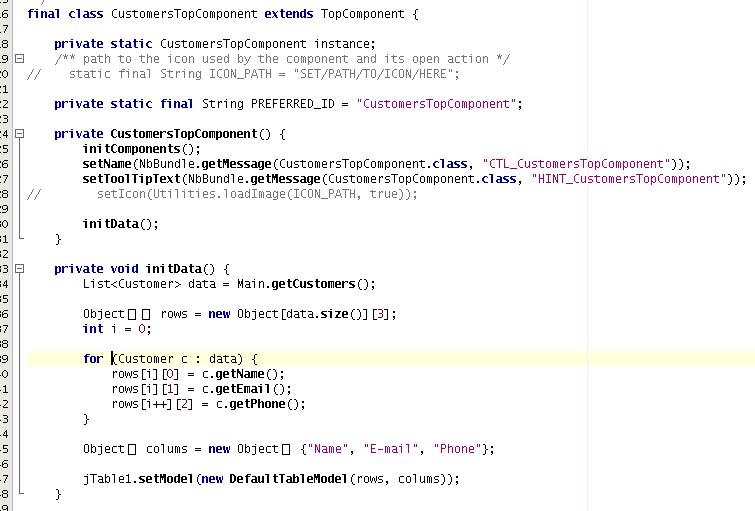 final class CustomersTopComponent extends TopComponent {
private static CustomersTopComponent instance;
/** path to the icon used by the component and its open action */
// static final String ICON_PATH = "SET/PATH/TO/ICON/HERE";
private static final String PREFERRED_ID = "CustomersTopComponent";
private CustomersTopComponent() {
initComponents();
setName(NbBundle.getMessage(CustomersTopComponent.class, "CTL_CustomersTopComponent"));
setToolTipText(NbBundle.getMessage(CustomersTopComponent.class, "HINT_CustomersTopComponent"));
// setIcon(Utilities.loadImage(ICON_PATH, true));
initData();
}
private void initData() {
List<Customer> data = Main.getCustomers();
Object[][] rows = new Object[data.size()][3];
int i = 0;
for (Customer c : data) {
rows[i][0] = c.getName();
rows[i][1] = c.getEmail();
rows[i++][2] = c.getPhone();
}
Object[] colums = new Object[] {"Name", "E-mail", "Phone"};
jTable1.setModel(new DefaultTableModel(rows, colums));
}